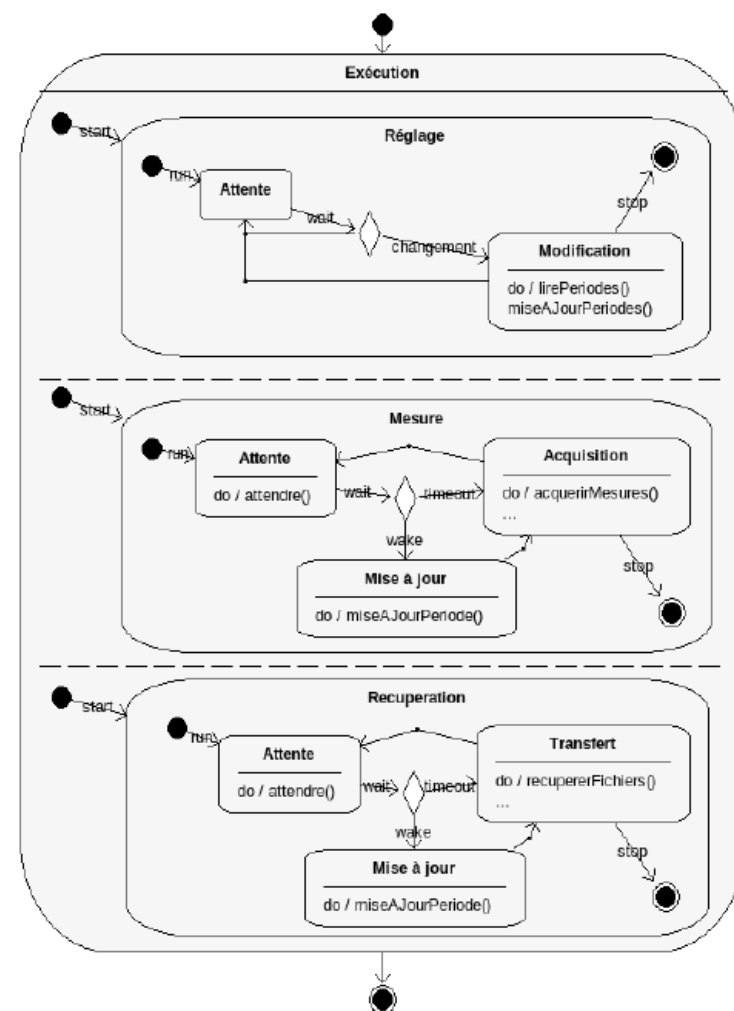 Exécution
start
Réglage
run
Attente
wait
changement
stop
Modification
do / lirePeriodes()
miseAJourPeriodes()
start
Mesure
run
Attente
do / attendre()
wait
timeout
Acquisition
do / acquerirMesures()
...
wake
Mise à jour
do / miseAJourPeriode()
stop
start
Recuperation
run
Attente
do / attendre()
wait
timeout
Transfert
do / recupererFichiers()
...
wake
Mise à jour
do / miseAJourPeriode()
stop